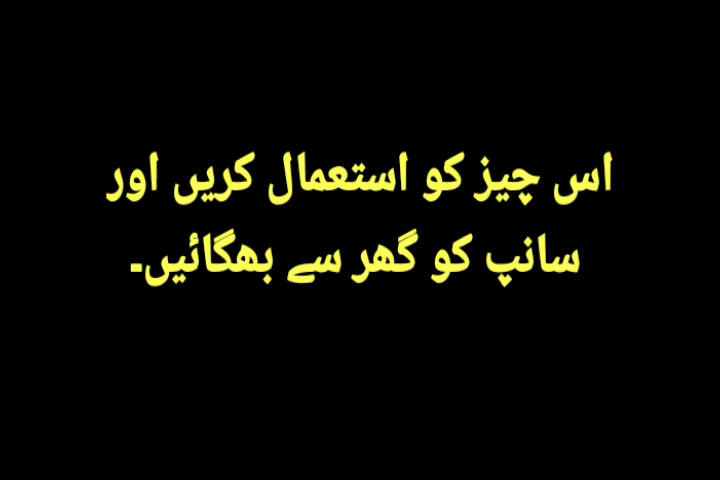 اس چیز کو استعمال کریں اور
سانپ کو گھر سے بھگائیں۔